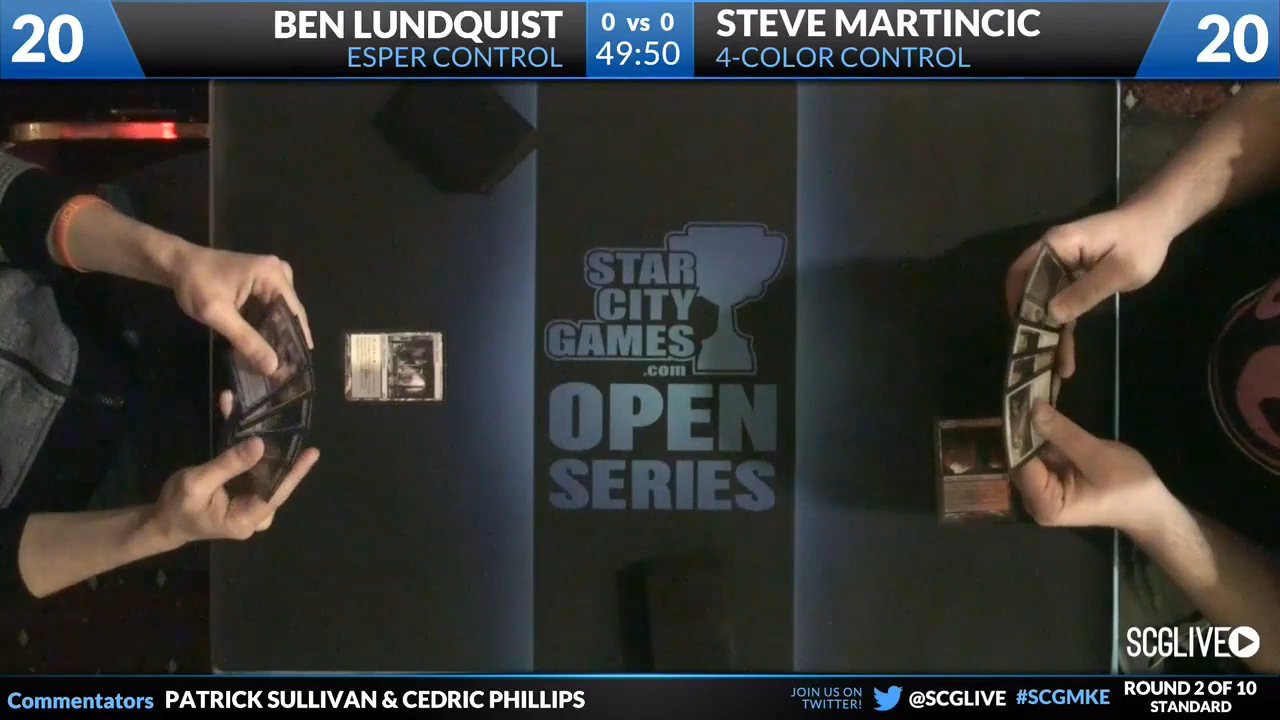 20
BEN LUNDQUIST
ESPER CONTROL
0 vs 0
49:50
STEVE MARTINCIC
4-COLOR CONTROL
20
STAR
CITY
GAMES
.com
OPEN
SERIES
SCGLIVE
Commentators PATRICK SULLIVAN & CEDRIC PHILLIPS
JOIN US ON
TWITTER!
@SCGLIVE #SCGMKE
ROUND 2 OF 10
STANDARD